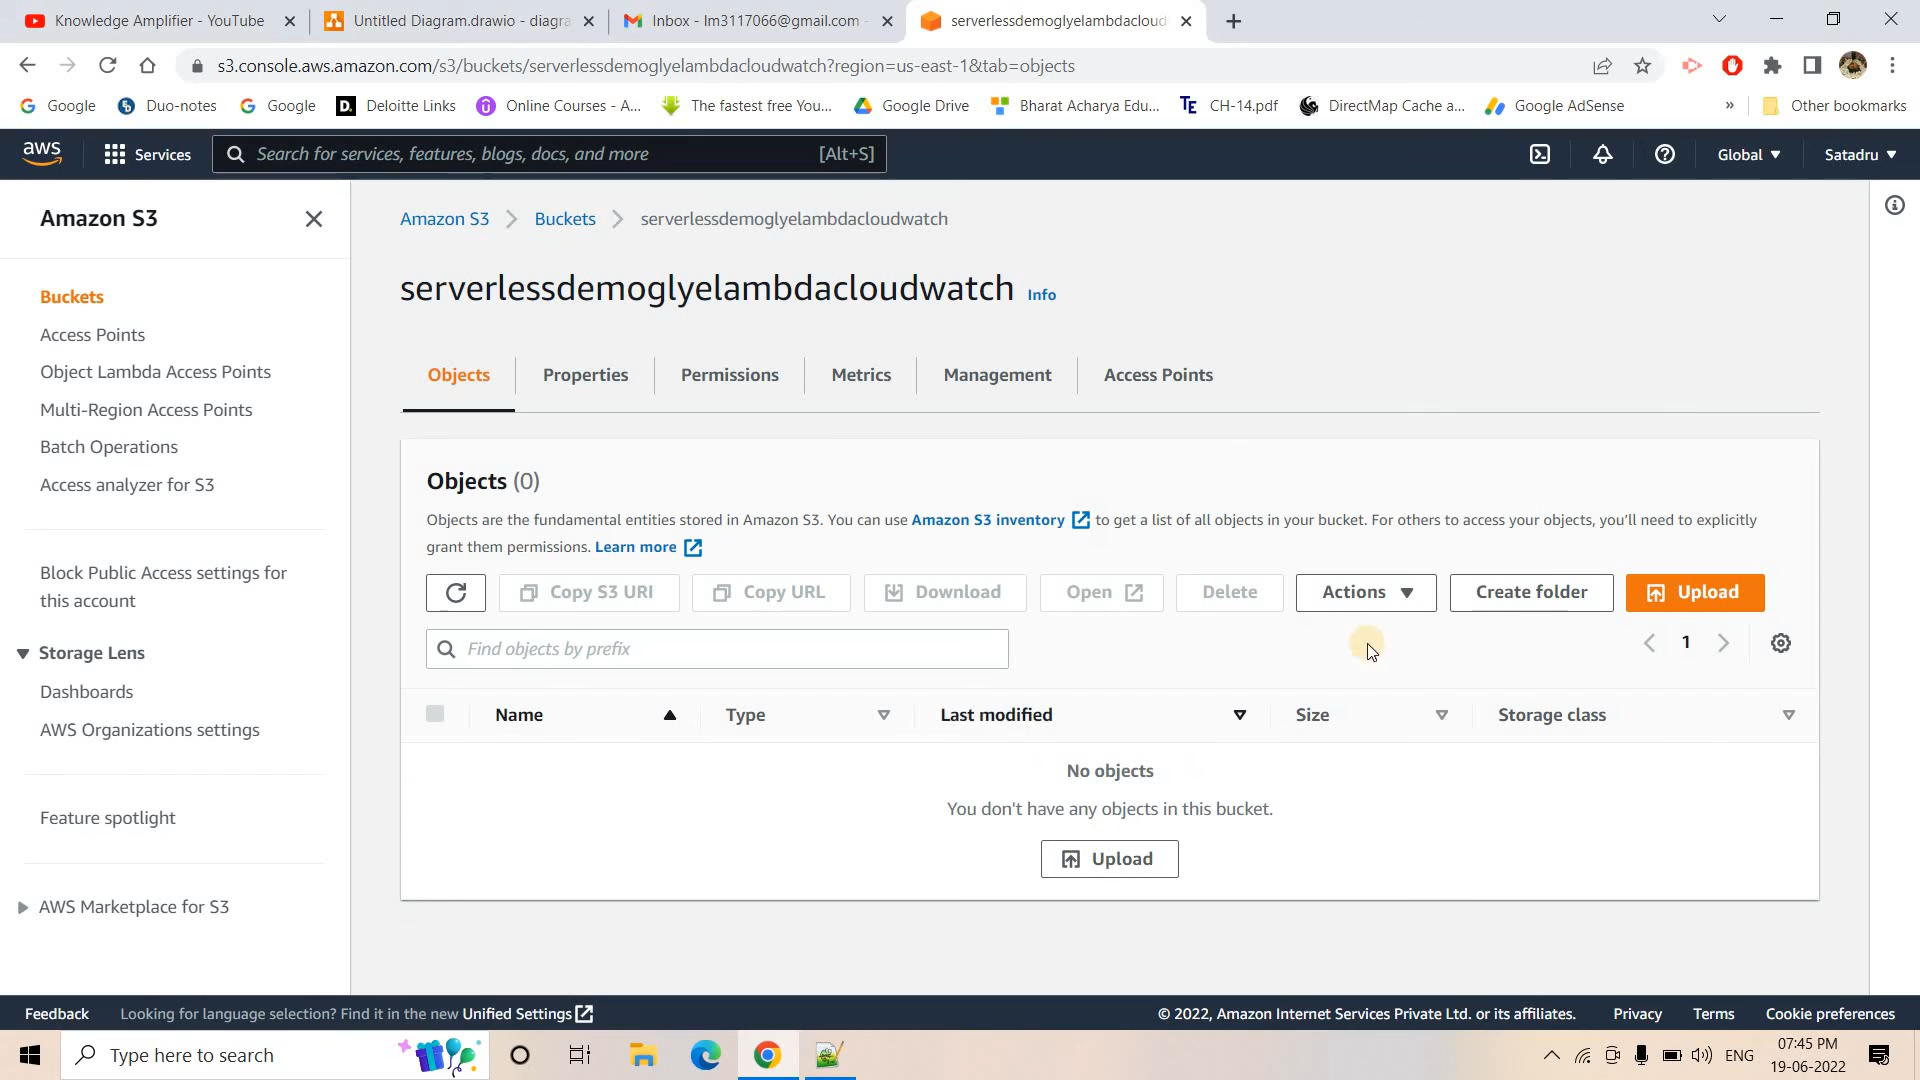 Knowledge Amplifier - YouTube
Untitled Diagram.drawio - diagra
Inbox - lm3117066@gmail.com -
serverlessdemoglyelambdacloud
s3.console.aws.amazon.com/s3/buckets/serverlessdemoglyelambdacloudwatch?region=us-east-1&tab=objects
Google
Duo-notes
Google
D.
Deloitte Links
Online Courses - A...
The fastest free You...
Google Drive
Bharat Acharya Edu...
TE
CH-14.pdf
DirectMap Cache a...
Google AdSense
»
Other bookmarks
aws
Services
Search for services, features, blogs, docs, and more
[Alt+S]
Global
Satadru
Amazon S3
Buckets
Access Points
Object Lambda Access Points
Multi-Region Access Points
Batch Operations
Access analyzer for S3
Block Public Access settings for
this account
Storage Lens
Dashboards
AWS Organizations settings
Feature spotlight
AWS Marketplace for S3
Amazon S3
Buckets
serverlessdemoglyelambdacloudwatch
serverlessdemoglyelambdacloudwatch Info
Objects
Properties
Permissions
Metrics
Management
Access Points
Objects (0)
Objects are the fundamental entities stored in Amazon S3. You can use Amazon S3 inventory to get a list of all objects in your bucket. For others to access your objects, you'll need to explicitly
grant them permissions. Learn more
Copy S3 URI
Copy URL
Download
Open
Delete
Actions
Create folder
Upload
Find objects by prefix
1
Name
Type
Last modified
Size
Storage class
No objects
You don't have any objects in this bucket.
Upload
Feedback
Looking for language selection? Find it in the new Unified Settings
© 2022, Amazon Internet Services Private Ltd. or its affiliates.
Privacy
Terms
Cookie preferences
Type here to search
ENG
07:45 PM
19-06-2022